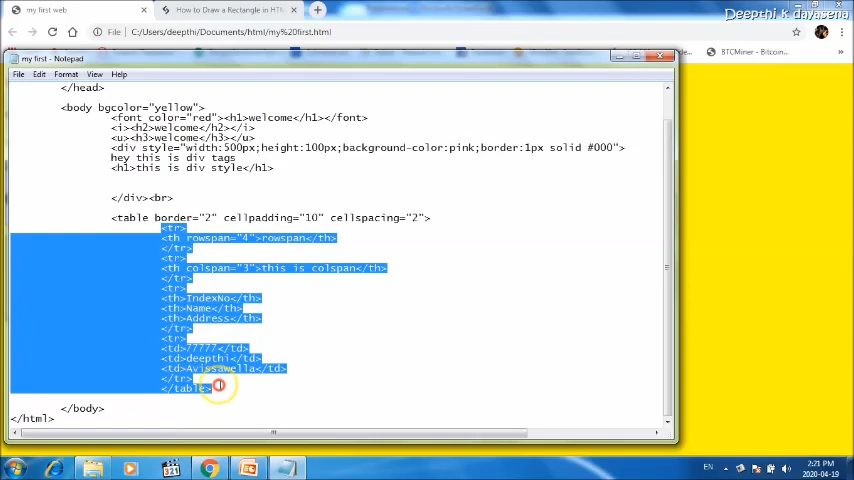 Deepthi K dayasena
my first web
How to Draw a Rectangle in HTM
File
C:/Users/deepthi/Documents/html/my%20first.html
BTCMiner - Bitcoin...
my first - Notepad
File Edit Format View Help
</head>
<body bgcolor="yellow">
<font color="red"><h1>welcome</h1></font>
<i><h2>welcome</h2></i>
<u><h3>welcome</h3></u>
<div style="width:500px;height:100px;background-color:pink;border:1px solid #000">
hey this is div tags
<h1>this is div style</h1>
</div><br>
<table border="2" cellpadding="10" cellspacing="2">
<tr>
<th rowspan="4">rowspan</th>
</tr>
<tr>
<th colspan="3">this is colspan</th>
</tr>
<tr>
<th>IndexNo</th>
<th>Name</th>
<th>Address</th>
</tr>
<tr>
<td>77777</td>
<td>deepthi</td>
<td>Avissawella</td>
</tr>
</table>
</body>
</html>
321
EN
2:21 PM
2020-04-19